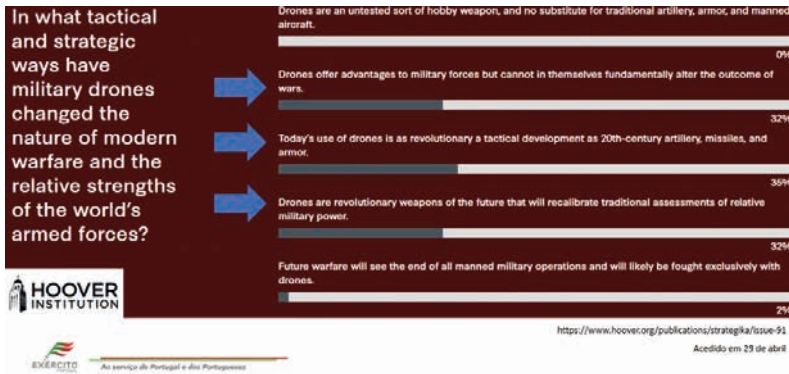 In what tactical
and strategic
ways have
military drones
changed the
nature of modern
warfare and the
relative strengths
of the world's
armed forces?
Drones are an untested sort of hobby weapon, and no substitute for traditional artillery, armor, and manned
aircraft.
0%
Drones offer advantages to military forces but cannot in themselves fundamentally alter the outcome of
wars.
32%
Today's use of drones is as revolutionary a tactical development as 20th-century artillery, missiles, and
armor.
35%
Drones are revolutionary weapons of the future that will recalibrate traditional assessments of relative
military power.
32%
Future warfare will see the end of all manned military operations and will likely be fought exclusively with
drones.
2%
HOOVER
INSTITUTION
https://www.hoover.org/publications/strategika/issue-91
Acedido em 29 de abril
EXÉRCITO
Ao serviço de Portugal e dos Portugueses